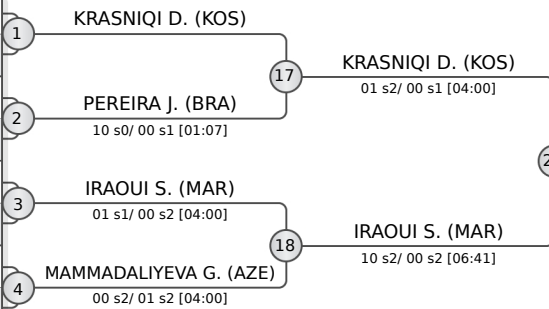 KRASNIQI D. (KOS)
1
17
KRASNIQI D. (KOS)
01 s2/ 00 s1 [04:00]
PEREIRA J. (BRA)
2
10 s0/ 00 s1 [01:07]
IRAOUI S. (MAR)
3
01 s1/ 00 s2 [04:00]
18
IRAOUI S. (MAR)
10 s2/ 00 s2 [06:41]
MAMMADALIYEVA G. (AZE)
4
00 s2/ 01 s2 [04:00]